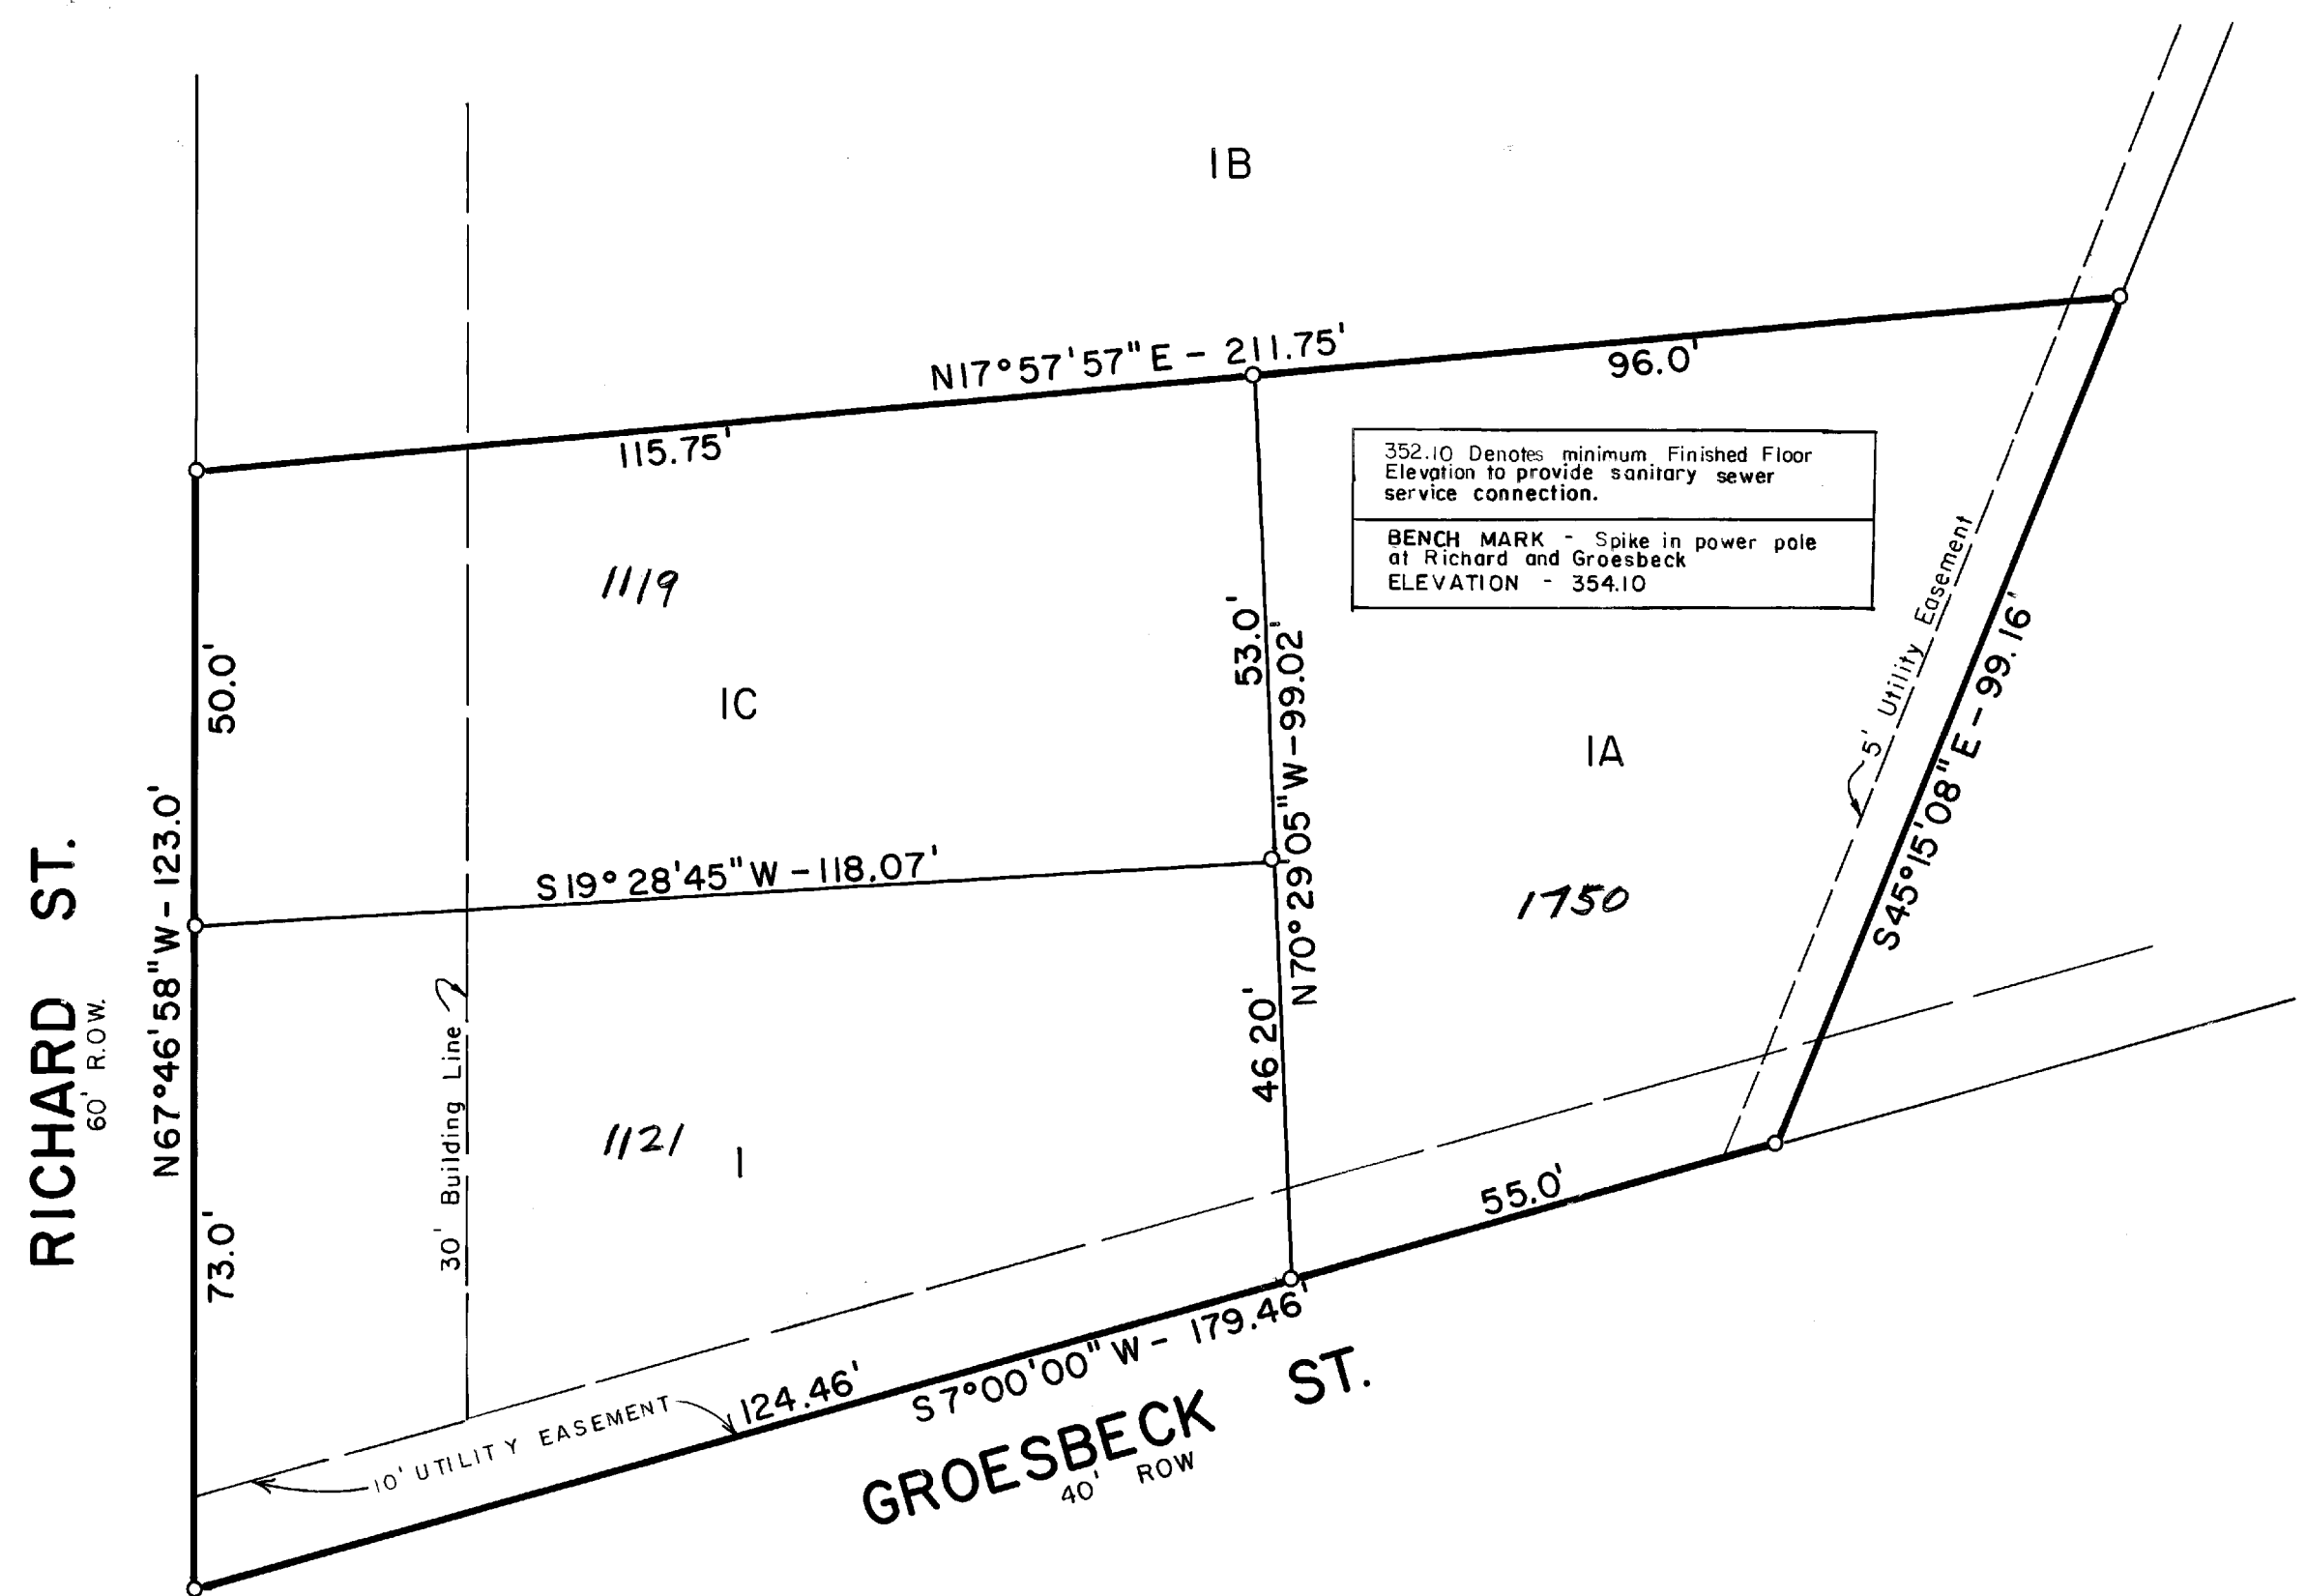 1B
N17°57'57"E - 211.75'
96.0'
115.75'
352.10 Denotes minimum Finished Floor
Elevation to provide sanitary sewer
service connection.
BENCH MARK - Spike in power pole
at Richard and Groesbeck
ELEVATION - 354.10
1119
50.0'
53.0'
N70°29'05"W-99.02'
5' Utility Easement
S45°15'08"E-99.16'
1C
1A
RICHARD ST.
60' R.O.W.
N67°46'58"W-123.0'
S19°28'45"W-118.07'
1750
30' Building Line
46 20'
1121
1
73.0'
55.0'
124.46'
S7°00'00"W- 179.46'
10' UTILITY EASEMENT
GROESBECK ST.
40' ROW